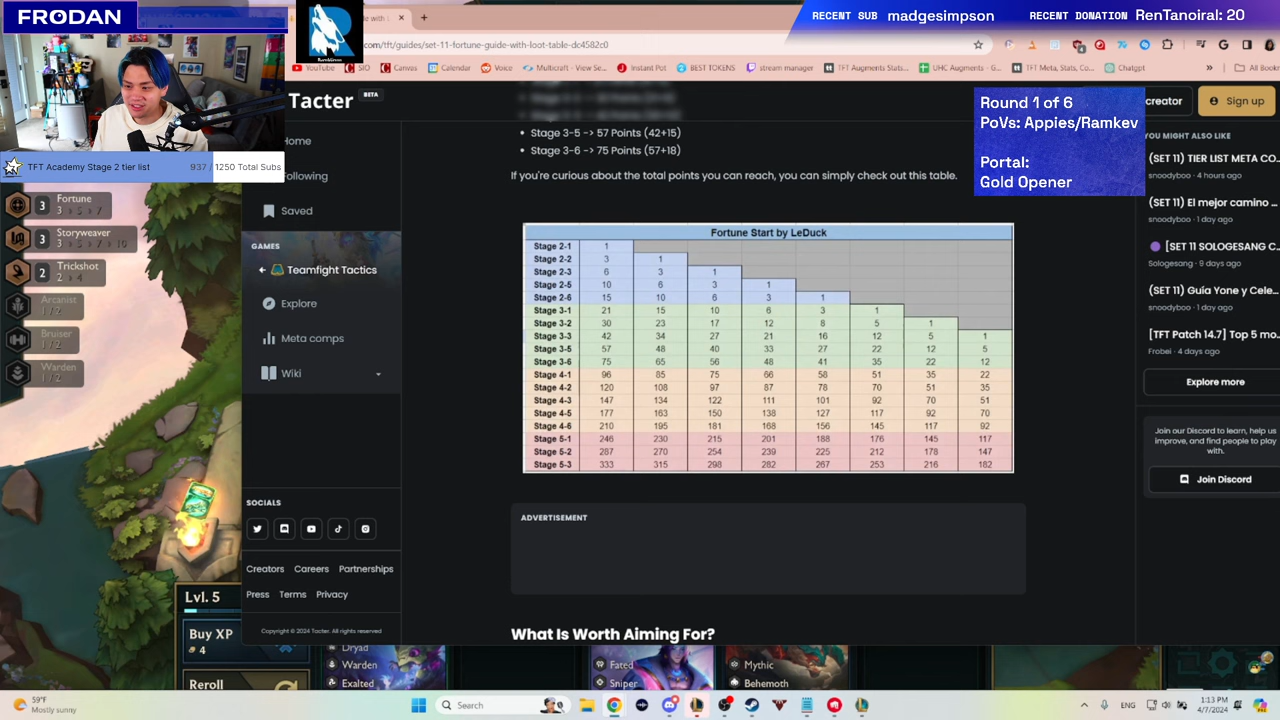 FRODAN
RECENT SUB madgesimpson RECENT DONATION RenTanoiral: 20
com/tft/guides/set-11-fortune-guide-with-loot-table-dc4582c0
YouTube SIO Canvas Calendar Voice Multicraft - View Se... Instant Pot BEST TOKENS stream manager TFT Augments Stats... UHC Augments - G... TFT Meta, Stats, Co... Chatgpt All Book
Tacter BETA
creator Sign up
Round 1 of 6
PoVs: Appies/Ramkev
Portal:
Gold Opener
TFT Academy Stage 2 tier list 937 / 1250 Total Subs
3 Fortune
3 5 7
3 Storyweaver
3 5 7 10
2 Trickshot
2 4
Arcanist
1 / 2
Bruiser
1 / 2
Warden
1 / 2
Home
Following
Saved
GAMES
Teamfight Tactics
Explore
Meta comps
Wiki
SOCIALS
Creators Careers Partnerships
Press Terms Privacy
Copyright © 2024 Tacter. All rights reserved
Stage 3-5 -> 57 Points (42+15)
Stage 3-6 -> 75 Points (57+18)
If you're curious about the total points you can reach, you can simply check out this table.
Fortune Start by LeDuck
Stage 2-1 1
Stage 2-2 3 1
Stage 2-3 6 3 1
Stage 2-5 10 6 3 1
Stage 2-6 15 10 6 3 1
Stage 3-1 21 15 10 6 3 1
Stage 3-2 30 23 17 12 8 5 1
Stage 3-3 42 34 27 21 16 12 5 1
Stage 3-5 57 48 40 33 27 22 12 5
Stage 3-6 75 65 56 48 41 35 22 12
Stage 4-1 96 85 75 66 58 51 35 22
Stage 4-2 120 108 97 87 78 70 51 35
Stage 4-3 147 134 122 111 101 92 70 51
Stage 4-5 177 163 150 138 127 117 92 70
Stage 4-6 210 195 181 168 156 145 117 92
Stage 5-1 246 230 215 201 188 176 145 117
Stage 5-2 287 270 254 239 225 212 178 147
Stage 5-3 333 315 298 282 267 253 216 182
ADVERTISEMENT
What Is Worth Aiming For?
YOU MIGHT ALSO LIKE
(SET 11) TIER LIST META CO...
snoodyboo · 4 hours ago
(SET 11) El mejor camino ...
snoodyboo · 1 day ago
[SET 11] SOLOGESANG C...
Sologesang · 9 days ago
(SET 11) Guía Yone y Cele...
snoodyboo · 1 day ago
[TFT Patch 14.7] Top 5 mo..
Frobei · 4 days ago
Explore more
Join our Discord to learn, help us
improve, and find people to play
with.
Join Discord
Lvl. 5
Buy XP
4
Reroll
Dryad
Warden
Exalted
Fated
Sniper
Mythic
Behemoth
59°F
Mostly sunny
Search
ENG
1:13 PM
4/7/2024